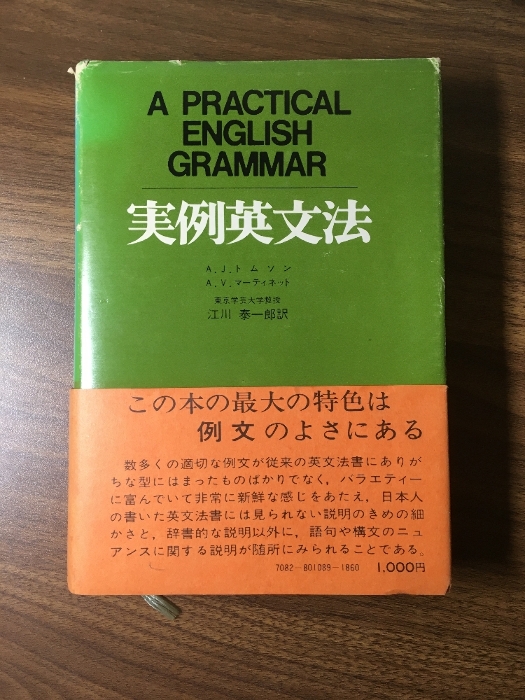 A PRACTICAL
ENGLISH
GRAMMAR
実例英文法
A.J.トムソン
A.V.マーティネット
東京学芸大学教授
江川 泰一郎訳
この本の最大の特色は
例文のよさにある
数多くの適切な例文が従来の英文法書にありが
ちな型にはまったものばかりでなく，バラエティー
に富んでいて非常に新鮮な感じをあたえ，日本人
の書いた英文法書には見られない説明のきめの細
かさと，辞書的な説明以外に，語句や構文のニュ
アンスに関する説明が随所にみられることである。
7082－801089－1860 1,000円